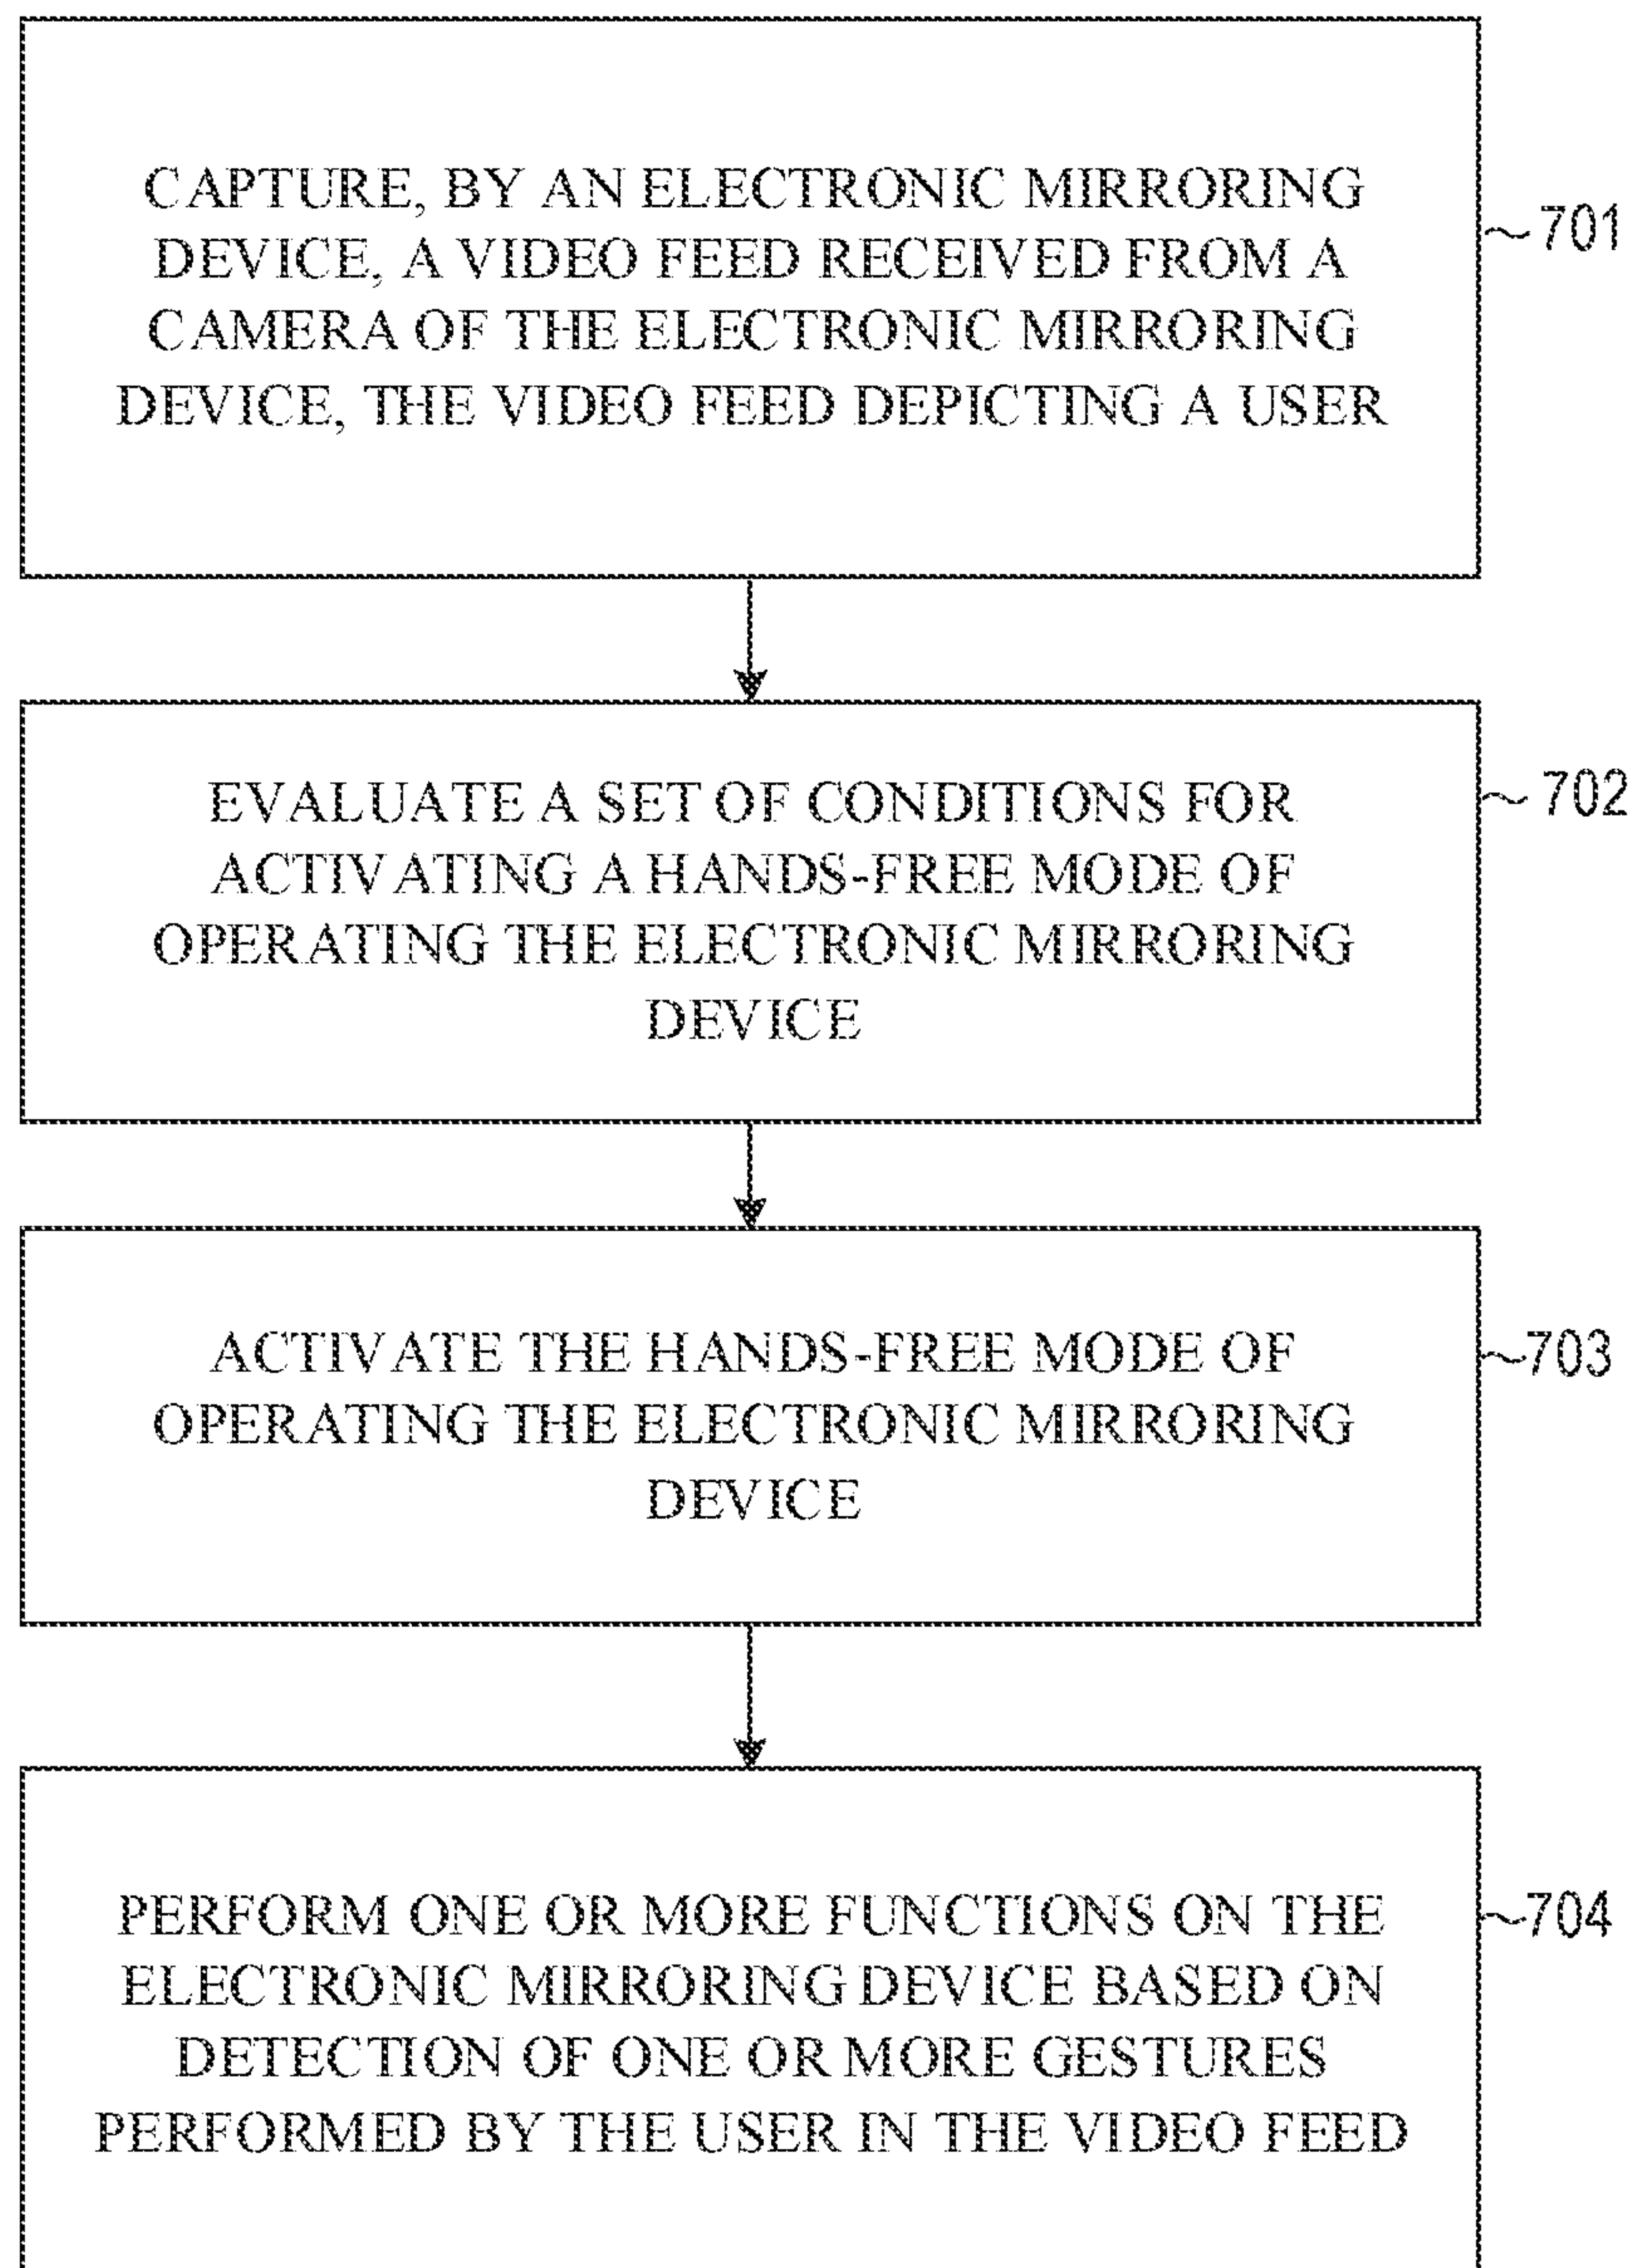 CAPTURE, BY AN ELECTRONIC MIRRORING
DEVICE, A VIDEO FEED RECEIVED FROM A
CAMERA OF THE ELECTRONIC MIRRORING
DEVICE, THE VIDEO FEED DEPICTING A USER
701
EVALUATE A SET OF CONDITIONS FOR
ACTIVATING A HANDS-FREE MODE OF
OPERATING THE ELECTRONIC MIRRORING
DEVICE
702
ACTIVATE THE HANDS-FREE MODE OF
OPERATING THE ELECTRONIC MIRRORING
DEVICE
703
PERFORM ONE OR MORE FUNCTIONS ON THE
ELECTRONIC MIRRORING DEVICE BASED ON
DETECTION OF ONE OR MORE GESTURES
PERFORMED BY THE USER IN THE VIDEO FEED
704